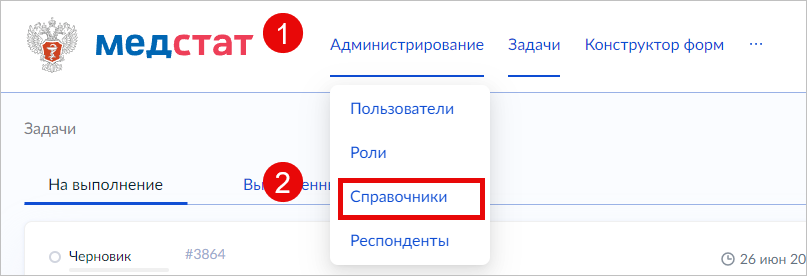 медстат
1
Администрирование
Задачи
Конструктор форм
...
Пользователи
Роли
Справочники
Респонденты
Задачи
На выполнение
2
Черновик
#3864
26 июн 20